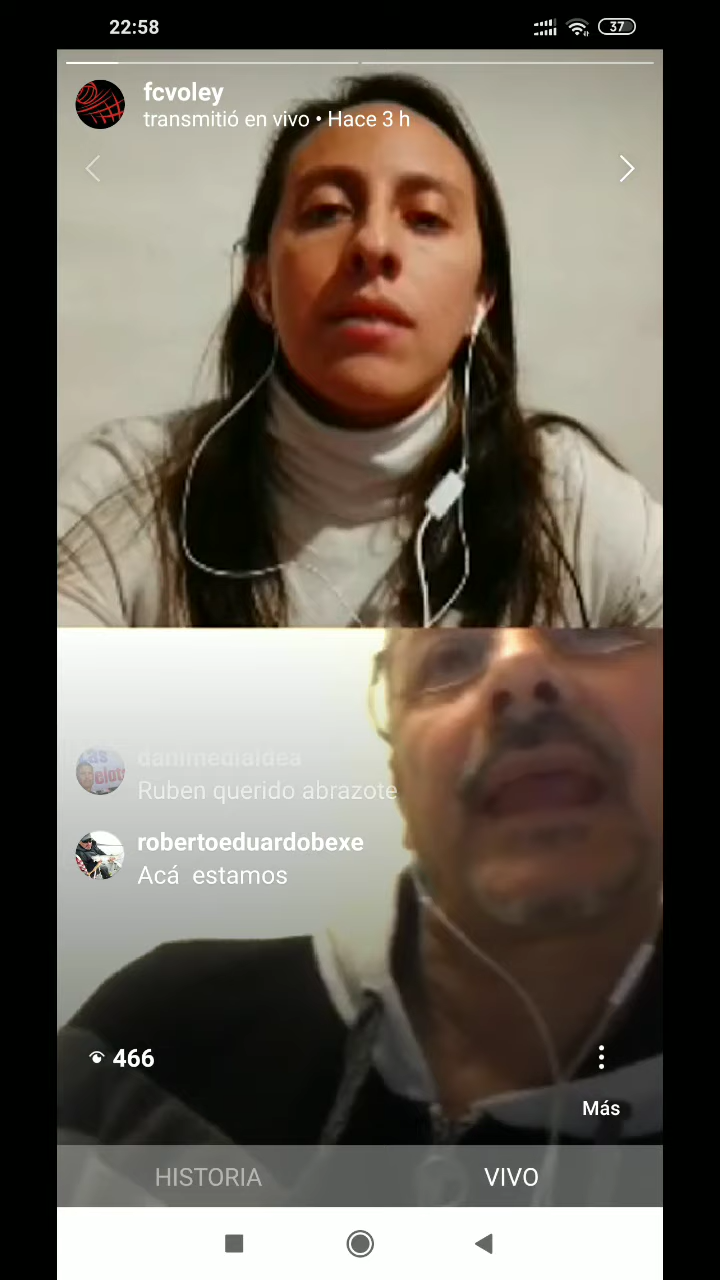 22:58
37
fcvoley
transmitió en vivo • Hace 3 h
danimedialdea
Ruben querido abrazote
robertoeduardobexe
Acá estamos
466
Más
HISTORIA
VIVO